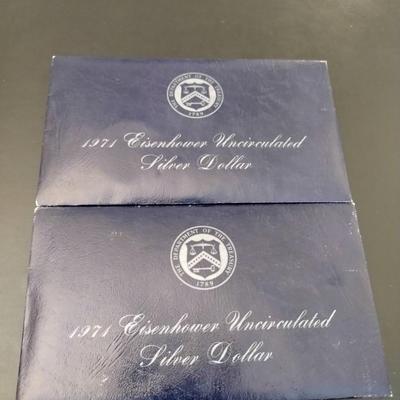 THE DEPARTMENT OF THE TREASURY
1789
1971 Eisenhower Uncirculated
Silver Dollar
THE DEPARTMENT OF THE TREASURY
1789
1971 Eisenhower Uncirculated
Silver Dollar